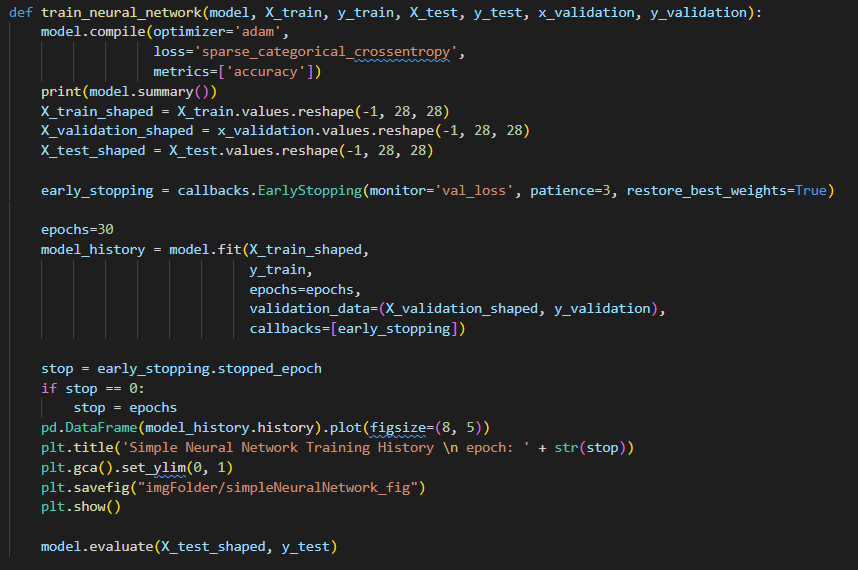 def train_neural_network(model, X_train, y_train, X_test, y_test, x_validation, y_validation):
    model.compile(optimizer='adam',
                  loss='sparse_categorical_crossentropy',
                  metrics=['accuracy'])
    print(model.summary())
    X_train_shaped = X_train.values.reshape(-1, 28, 28)
    X_validation_shaped = x_validation.values.reshape(-1, 28, 28)
    X_test_shaped = X_test.values.reshape(-1, 28, 28)

    early_stopping = callbacks.EarlyStopping(monitor='val_loss', patience=3, restore_best_weights=True)

    epochs=30
    model_history = model.fit(X_train_shaped,
                              y_train,
                              epochs=epochs,
                              validation_data=(X_validation_shaped, y_validation),
                              callbacks=[early_stopping])

    stop = early_stopping.stopped_epoch
    if stop == 0:
        stop = epochs
    pd.DataFrame(model_history.history).plot(figsize=(8, 5))
    plt.title('Simple Neural Network Training History \n epoch: ' + str(stop))
    plt.gca().set_ylim(0, 1)
    plt.savefig("imgFolder/simpleNeuralNetwork_fig")
    plt.show()

    model.evaluate(X_test_shaped, y_test)